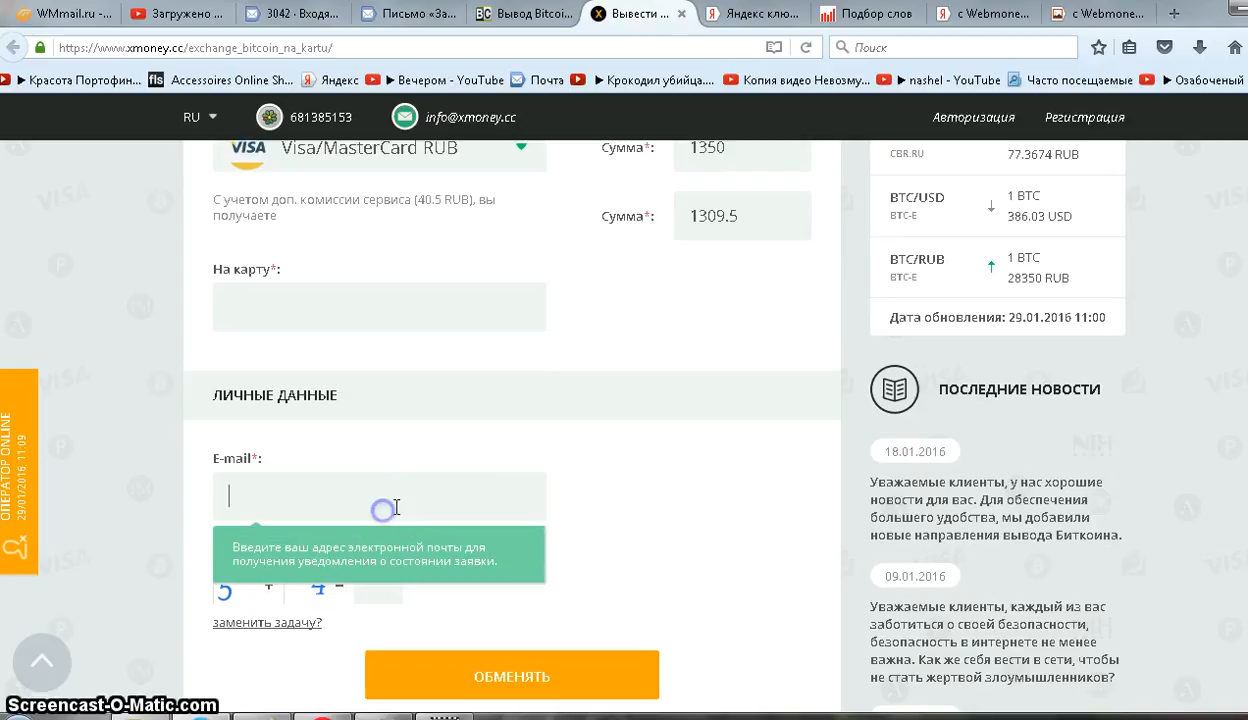 WMmail.ru -...
Загружено ...
3042 · Входя...
Письмо «За...
Вывод Bitcoi...
Вывести ...
Яндекс клю...
Подбор слов
с Webmone...
с Webmone...
https://www.xmoney.cc/exchange_bitcoin_na_kartu/
Поиск
Красота Портофин...
fls Accessoires Online Sh...
Яндекс
Вечером - YouTube
Почта
Крокодил убийца....
Копия видео Невозму...
nashel - YouTube
Часто посещаемые
Озабоченный
RU
681385153
info@xmoney.cc
Авторизация
Регистрация
VISA Visa/MasterCard RUB
Сумма*: 1350
С учетом доп. комиссии сервиса (40.5 RUB), вы
получаете
Сумма*: 1309.5
На карту*:
ЛИЧНЫЕ ДАННЫЕ
E-mail*:
Введите ваш адрес электронной почты для
получения уведомления о состоянии заявки.
5 + 4 =
заменить задачу?
ОБМЕНЯТЬ
CBR.RU
77.3674 RUB
BTC/USD
BTC-E
1 BTC
386.03 USD
BTC/RUB
BTC-E
1 BTC
28350 RUB
Дата обновления: 29.01.2016 11:00
ПОСЛЕДНИЕ НОВОСТИ
18.01.2016
Уважаемые клиенты, у нас хорошие
новости для вас. Для обеспечения
большего удобства, мы добавили
новые направления вывода Биткоина.
09.01.2016
Уважаемые клиенты, каждый из вас
заботиться о своей безопасности,
безопасность в интернете не менее
важна. Как же себя вести в сети, чтобы
не стать жертвой злоумышленников?
ОПЕРАТОР ONLINE
29/01/2016 11:09
Screencast-O-Matic.com